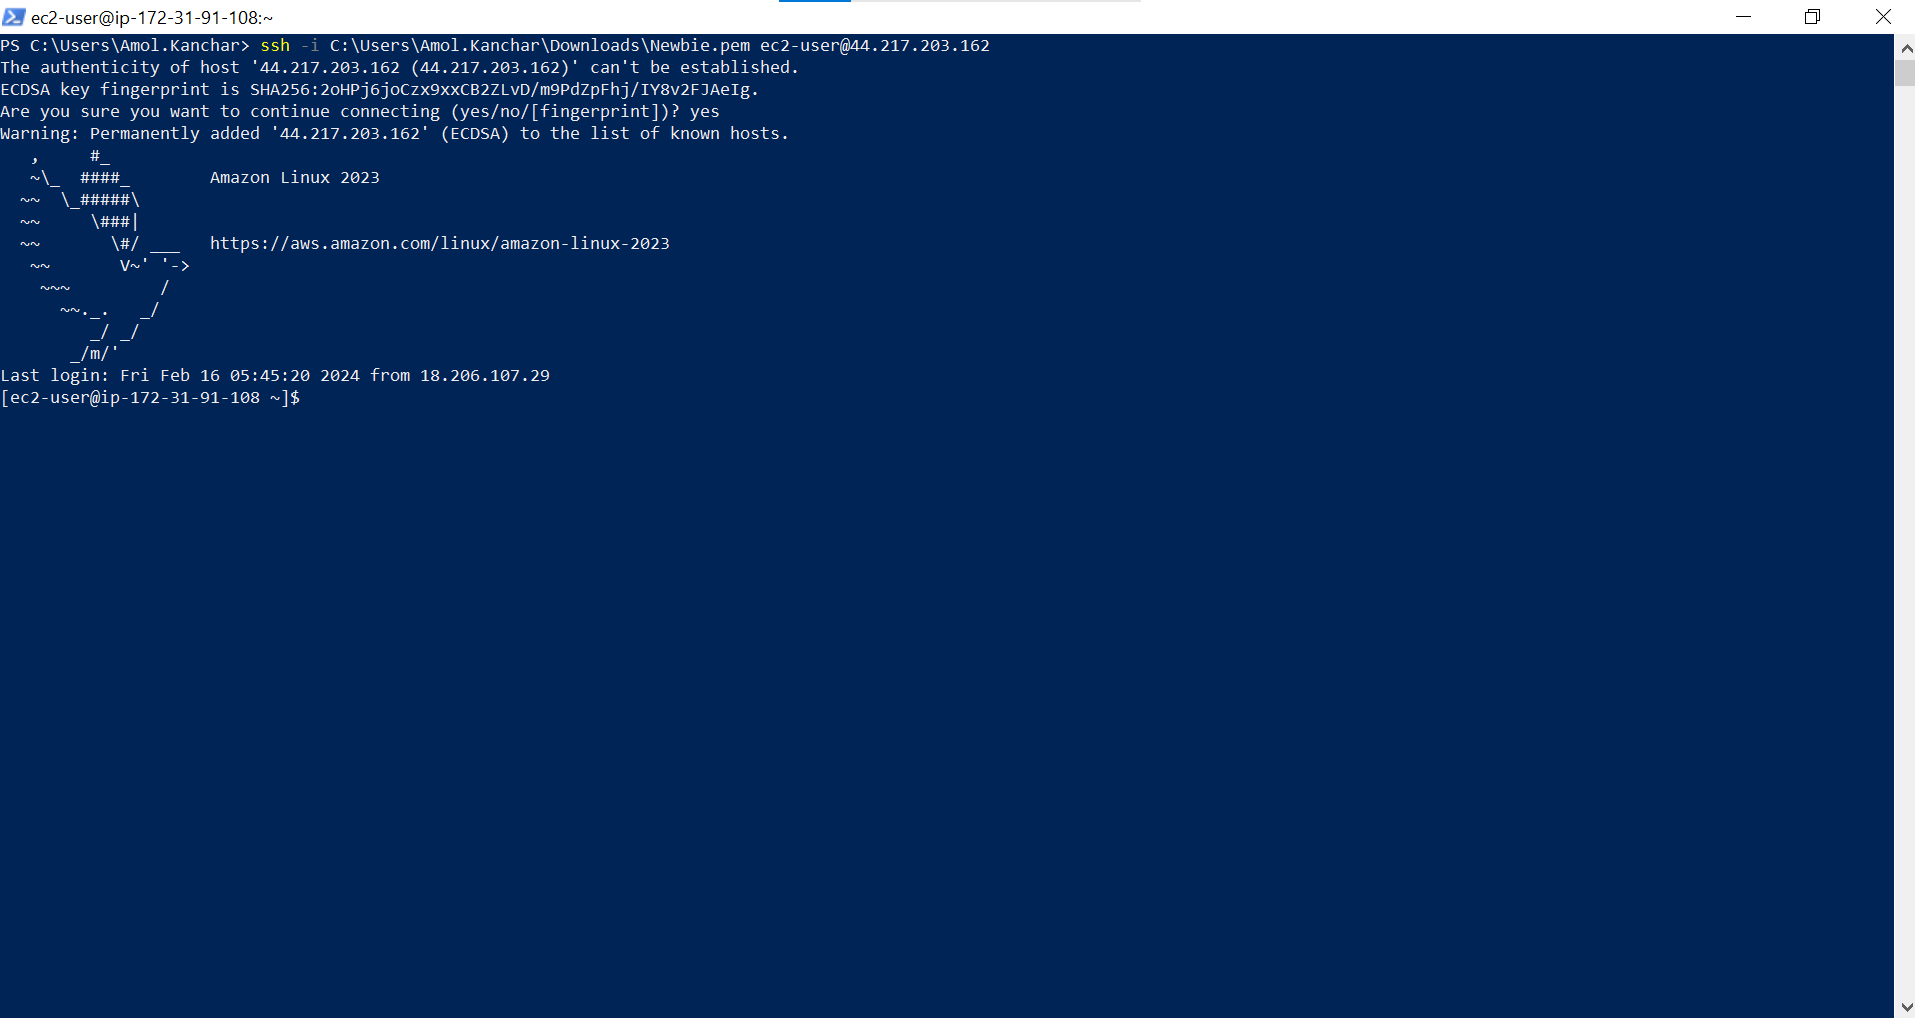 ec2-user@ip-172-31-91-108:~
PS C:\Users\Amol.Kanchar> ssh -i C:\Users\Amol.Kanchar\Downloads\Newbie.pem ec2-user@44.217.203.162
The authenticity of host '44.217.203.162 (44.217.203.162)' can't be established.
ECDSA key fingerprint is SHA256:2oHPj6joCzx9xxCB2ZLvD/m9PdZpFhj/IY8v2FJAeIg.
Are you sure you want to continue connecting (yes/no/[fingerprint])? yes
Warning: Permanently added '44.217.203.162' (ECDSA) to the list of known hosts.
   ,     #_
   ~\_  ####_        Amazon Linux 2023
  ~~  \_#####\
  ~~     \###|
  ~~       \#/ ___   https://aws.amazon.com/linux/amazon-linux-2023
   ~~       V~' '->
    ~~~         /
      ~~._.   _/
         _/ _/
       _/m/'
Last login: Fri Feb 16 05:45:20 2024 from 18.206.107.29
[ec2-user@ip-172-31-91-108 ~]$